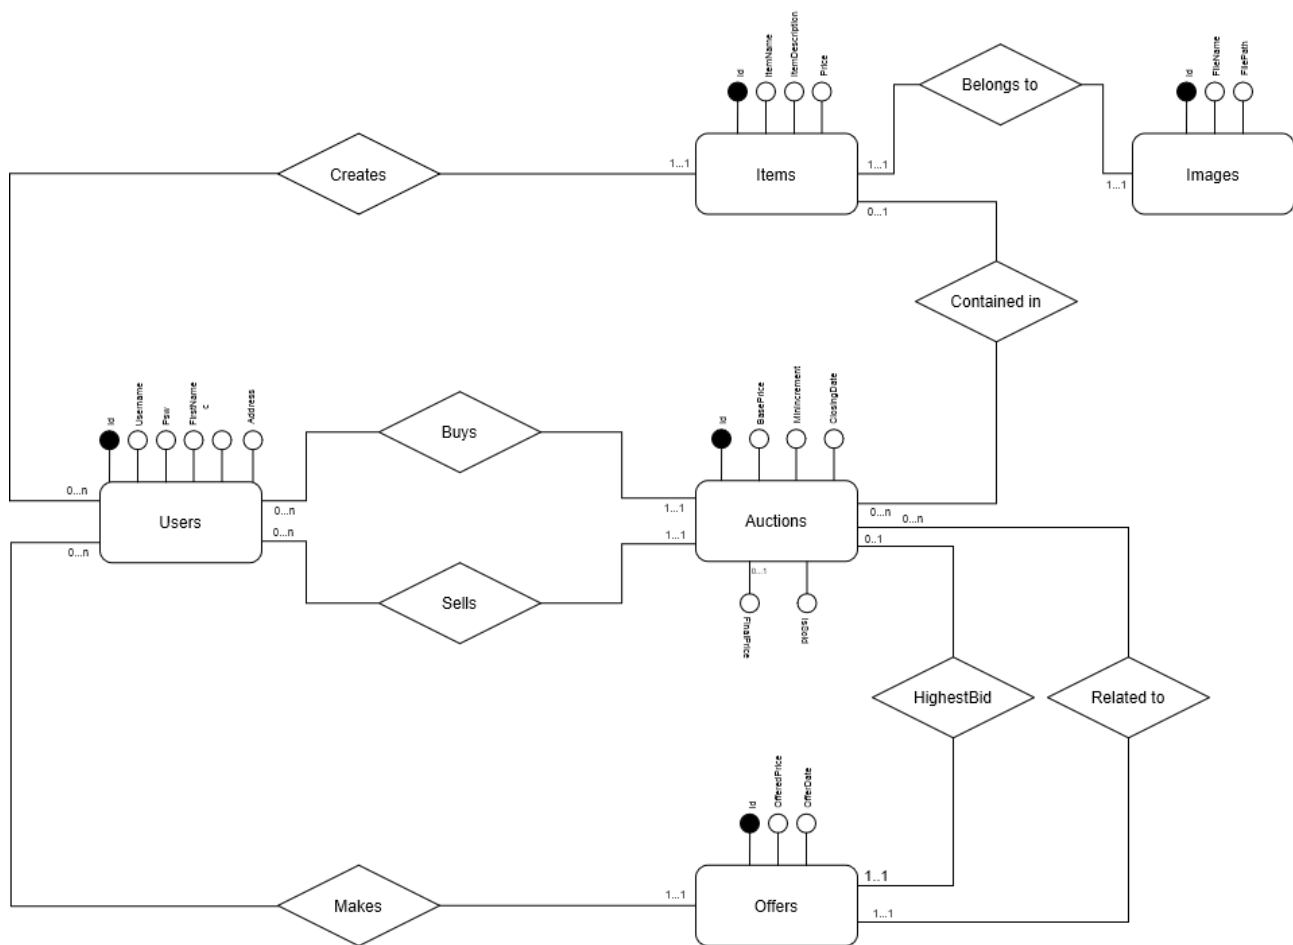 Id
ItemName
ItemDescription
Price
Id
FileName
FilePath
Belongs to
Creates
1...1
Items
1...1
1...1
Images
0...1
Contained in
Id
Username
Psw
FirstName
c
Address
Buys
Id
BasePrice
MinIncrement
ClosingDate
0...n
0...n
1...1
0...n
Users
Auctions
0...n
0...n
0...n
1...1
0...1
0...1
Sells
FinalPrice
IsSold
HighestBid
Related to
Id
OfferedPrice
OfferDate
1..1
Makes
1...1
Offers
1...1